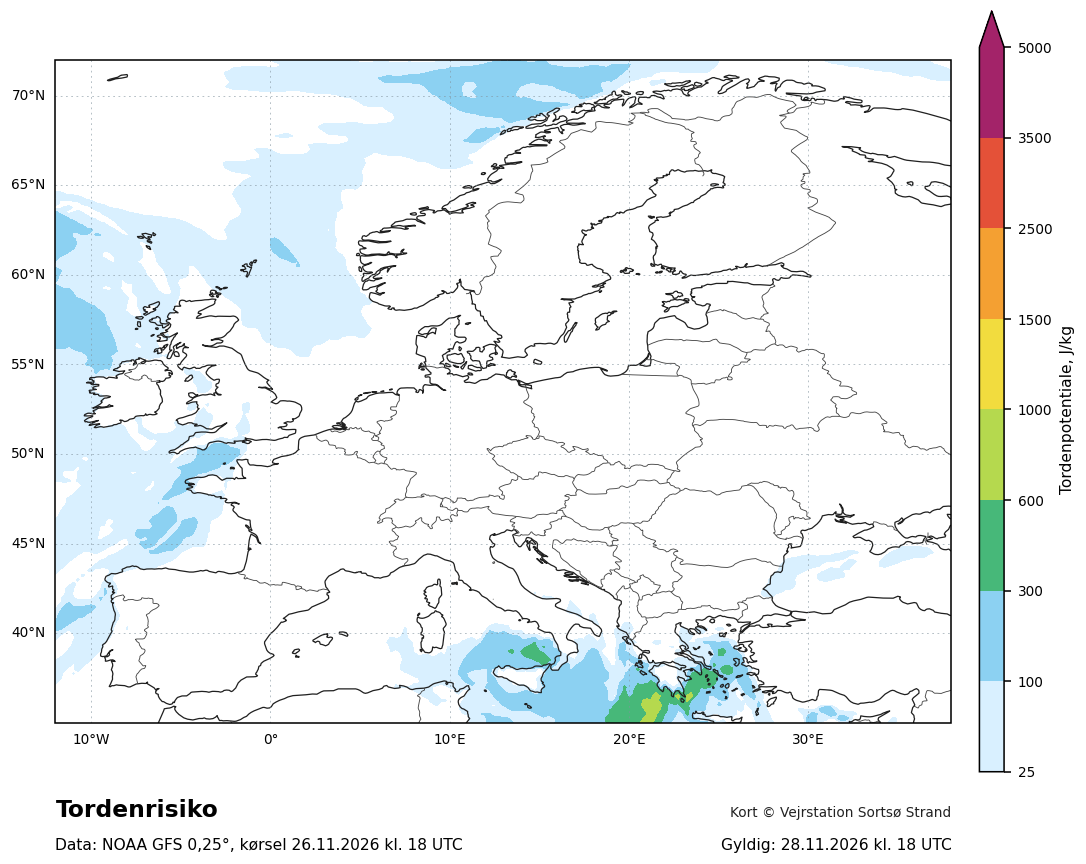 70°N
65°N
60°N
55°N
50°N
45°N
40°N
10°W
0°
10°E
20°E
30°E
5000
3500
2500
1500
1000
600
300
100
25
Tordenpotentiale, J/kg
Tordenrisiko
Kort © Vejrstation Sortsø Strand
Data: NOAA GFS 0,25°, kørsel 26.11.2026 kl. 18 UTC
Gyldig: 28.11.2026 kl. 18 UTC